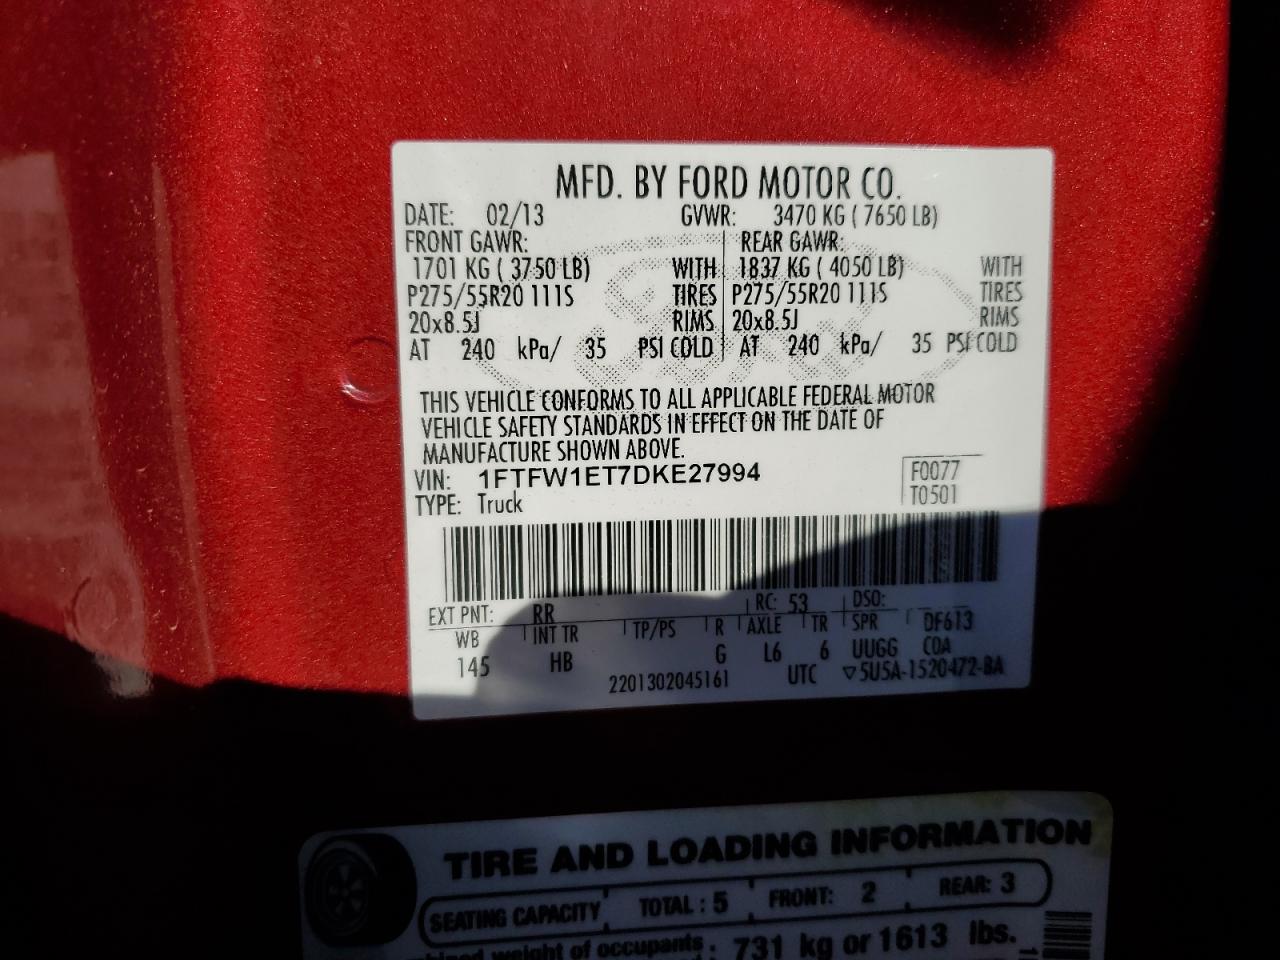 MFD. BY FORD MOTOR CO.
DATE: 02/13 GVWR: 3470 KG ( 7650 LB)
FRONT GAWR: REAR GAWR:
1701 KG ( 3750 LB) WITH 1837 KG ( 4050 LB) WITH
P275/55R20 111S TIRES P275/55R20 111S TIRES
20x8.5J RIMS 20x8.5J RIMS
AT 240 kPa/ 35 PSI COLD AT 240 kPa/ 35 PSI COLD
THIS VEHICLE CONFORMS TO ALL APPLICABLE FEDERAL MOTOR
VEHICLE SAFETY STANDARDS IN EFFECT ON THE DATE OF
MANUFACTURE SHOWN ABOVE.
VIN: 1FTFW1ET7DKE27994 F0077
TYPE: Truck T0501
EXT PNT: RR RC: 53 DSO:
WB INT TR TP/PS R AXLE TR SPR DF613
145 HB G L6 6 UUGG COA
2201302045161 UTC ▽5U5A-1520472-BA
TIRE AND LOADING INFORMATION
SEATING CAPACITY TOTAL : 5 FRONT: 2 REAR: 3
weight of occupants 731 kg or 1613 lbs.